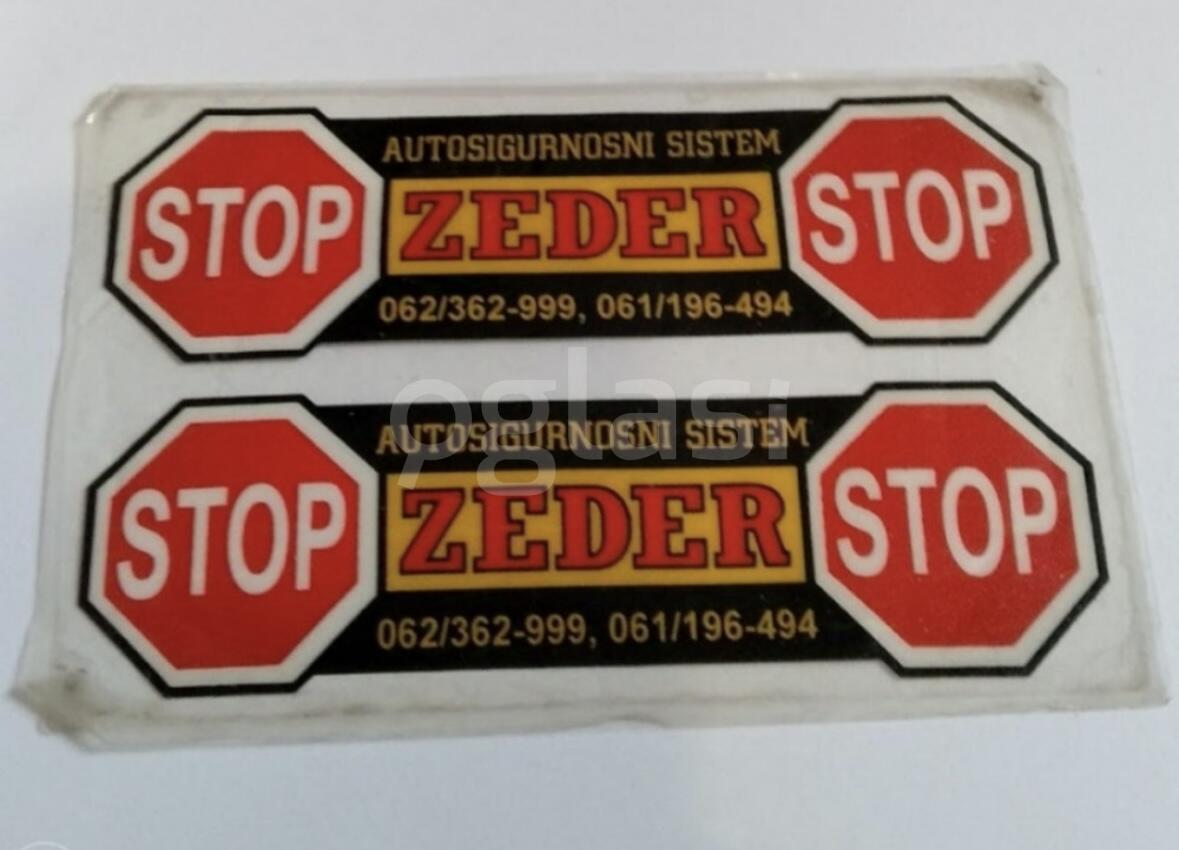 AUTOSIGURNOSNI SISTEM
STOP ZEDER STOP
062/362-999, 061/196-494
oglasi
AUTOSIGURNOSNI SISTEM
STOP ZEDER STOP
062/362-999, 061/196-494